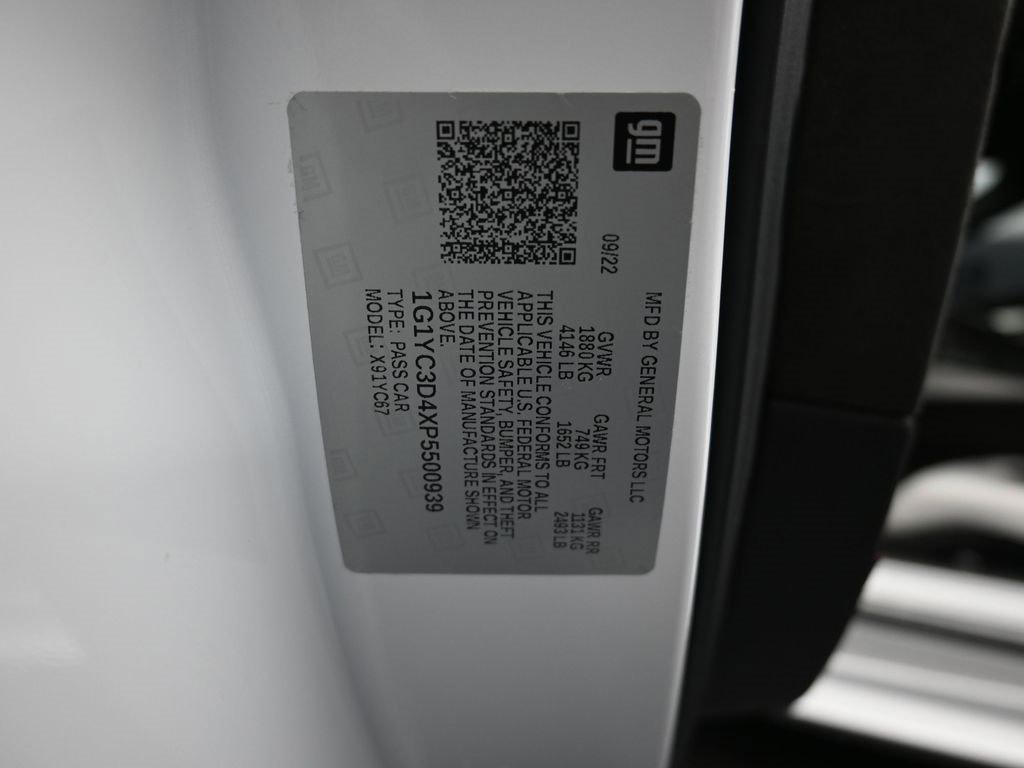 gm
MFD BY GENERAL MOTORS LLC
09/22
GVWR GAWR FRT GAWR RR
1880 KG 749 KG 1131 KG
4146 LB 1652 LB 2493 LB
THIS VEHICLE CONFORMS TO ALL
APPLICABLE U.S. FEDERAL MOTOR
VEHICLE SAFETY, BUMPER, AND THEFT
PREVENTION STANDARDS IN EFFECT ON
THE DATE OF MANUFACTURE SHOWN
ABOVE.
1G1YC3D4XP5500939
TYPE: PASS CAR
MODEL: X91YC67
GM
GM